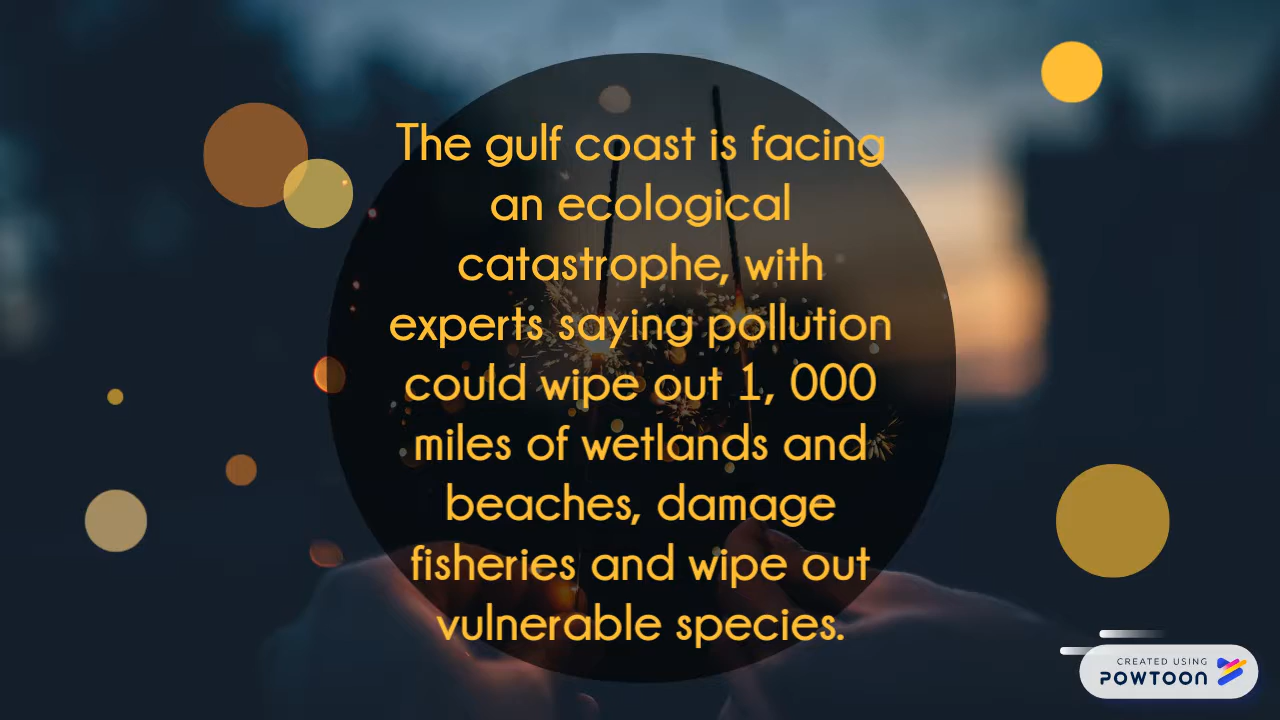 The gulf coast is facing
an ecological
catastrophe, with
experts saying pollution
could wipe out 1, 000
miles of wetlands and
beaches, damage
fisheries and wipe out
vulnerable species.
CREATED USING
POWTOON